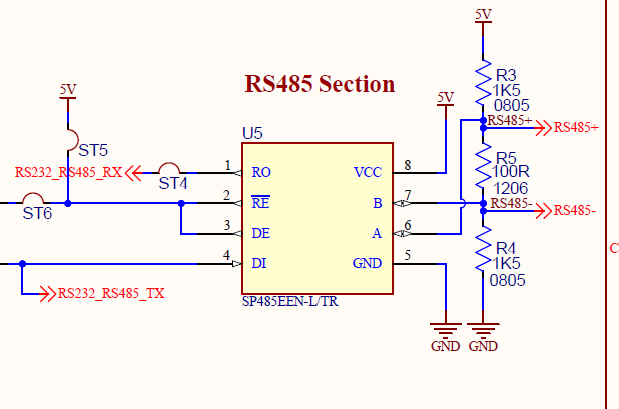 5V
RS485 Section
R3
1K5
0805
5V
5V
RS485+
RS485+
U5
ST5
RS232_RS485_RX
ST4
1
RO
VCC
8
R5
100R
1206
2
RE
B
7
RS485-
RS485-
ST6
3
DE
A
6
R4
1K5
0805
4
DI
GND
5
C
RS232_RS485_TX
SP485EEN-L/TR
GND
GND